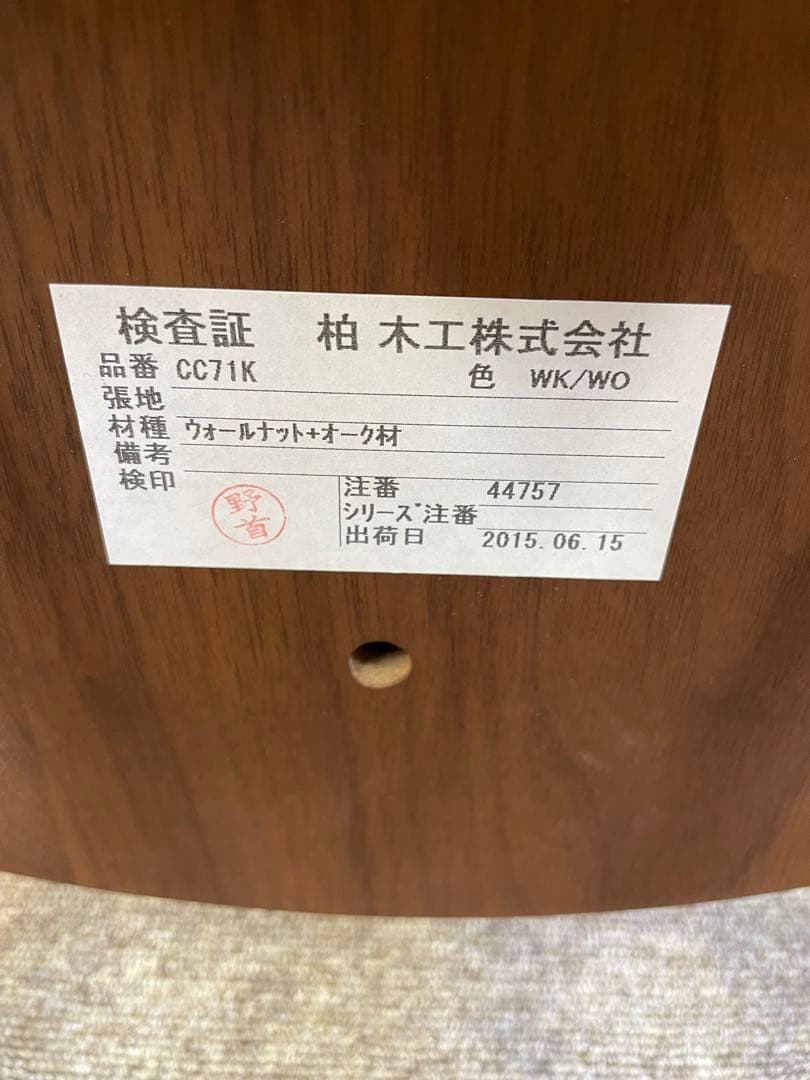 検査証 柏 木工株式会社
品番 CC71K 色 WK/WO
張地
材種 ウォールナット+オーク材
備考
検印 注番 44757
野首
シリーズ注番
出荷日 2015.06.15